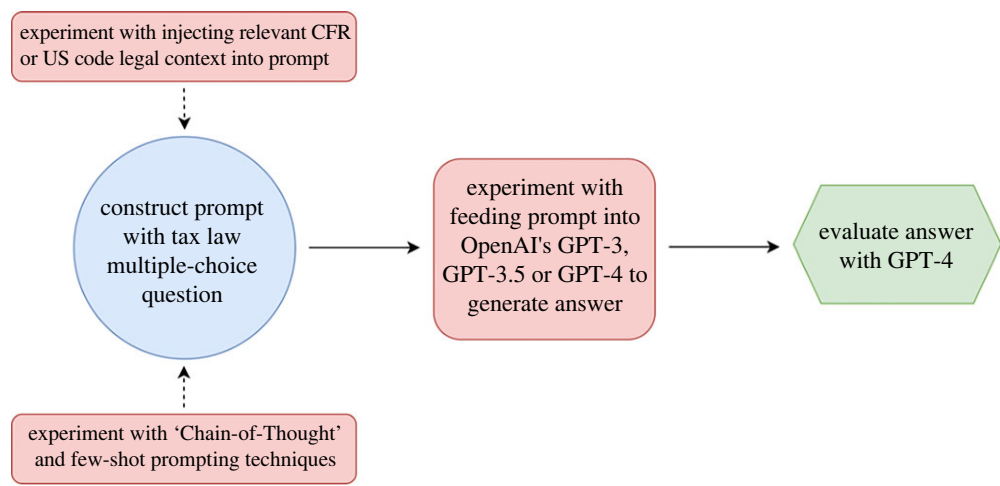 experiment with injecting relevant CFR
or US code legal context into prompt
construct prompt
with tax law
multiple-choice
question
experiment with
feeding prompt into
OpenAI's GPT-3,
GPT-3.5 or GPT-4 to
generate answer
evaluate answer
with GPT-4
experiment with ‘Chain-of-Thought’
and few-shot prompting techniques